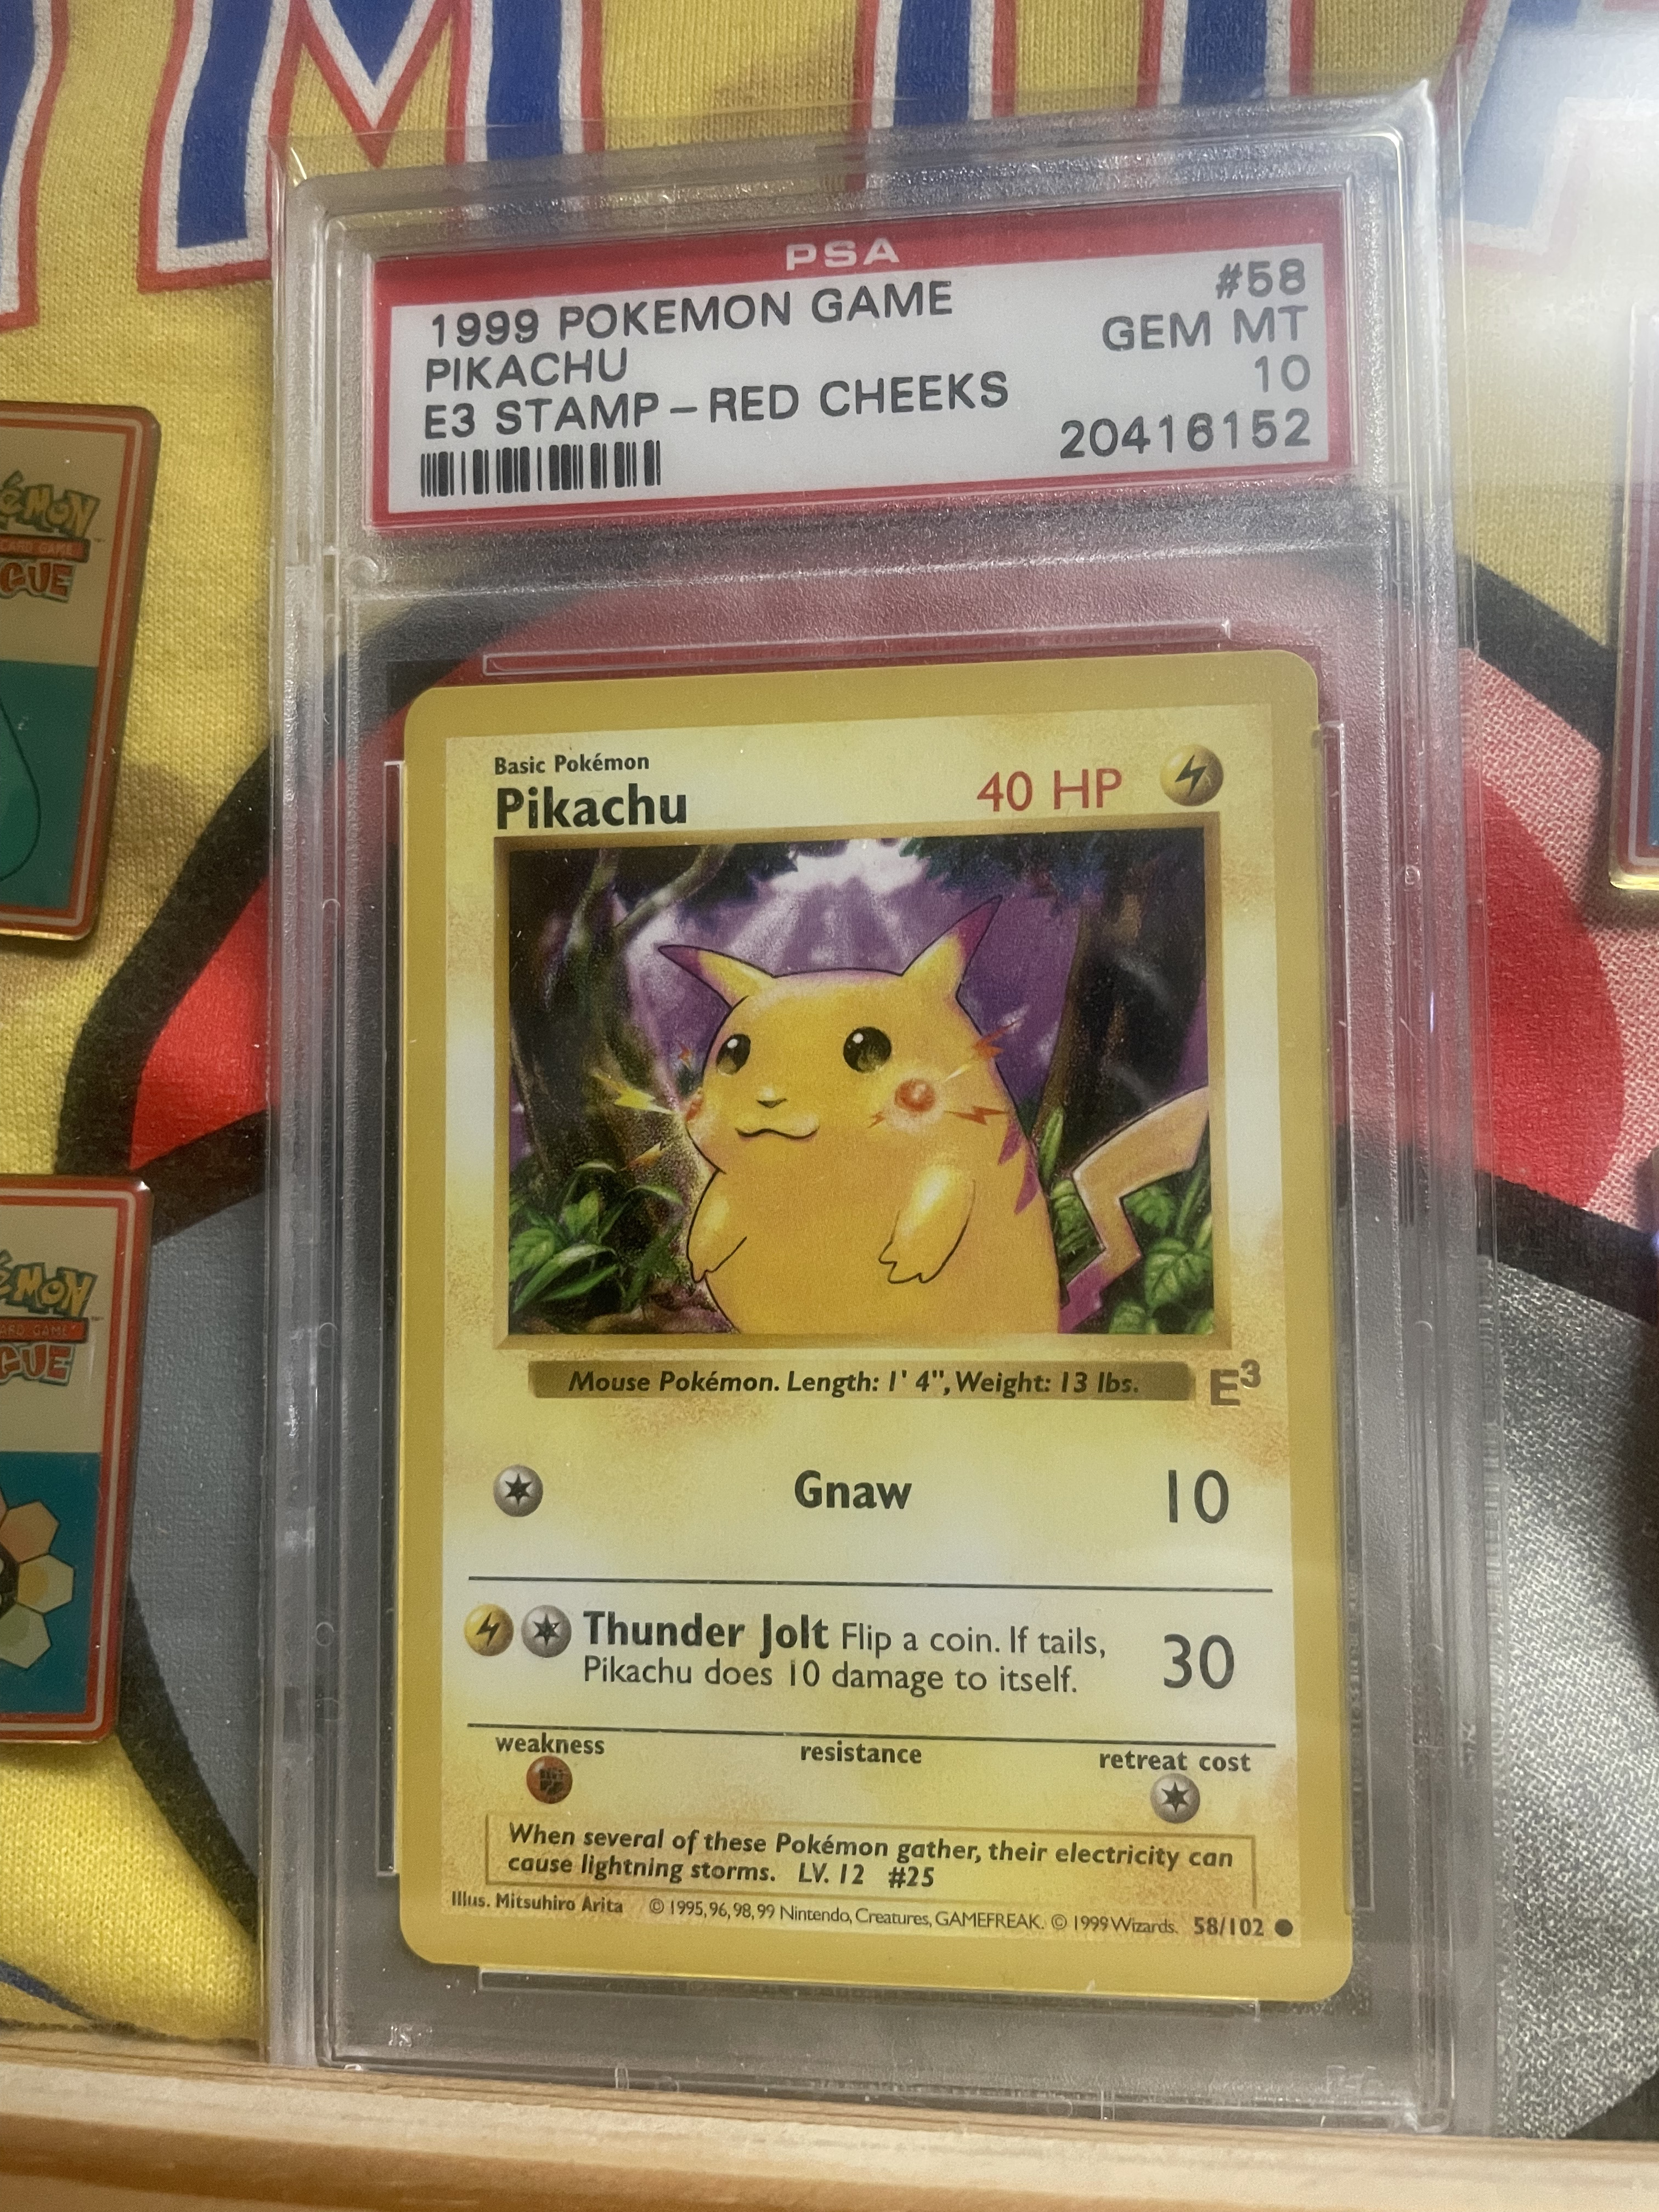 PSA
1999 POKEMON GAME #58
PIKACHU GEM MT
E3 STAMP – RED CHEEKS 10
20416152
Basic Pokémon
Pikachu 40 HP
Mouse Pokémon. Length: 1' 4", Weight: 13 lbs. E3
Gnaw 10
Thunder Jolt Flip a coin. If tails, 30
Pikachu does 10 damage to itself.
weakness resistance retreat cost
When several of these Pokémon gather, their electricity can
cause lightning storms. LV. 12 #25
Illus. Mitsuhiro Arita © 1995, 96, 98, 99 Nintendo, Creatures, GAMEFREAK. © 1999 Wizards. 58/102